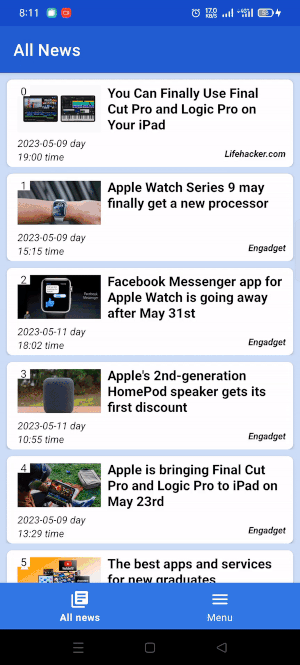 8:11
17.0
KB/S
All News
0
You Can Finally Use Final
Cut Pro and Logic Pro on
Your iPad
2023-05-09 day
19:00 time
Lifehacker.com
1
Apple Watch Series 9 may
finally get a new processor
2023-05-09 day
15:15 time
Engadget
2
Facebook Messenger app for
Apple Watch is going away
after May 31st
2023-05-11 day
18:02 time
Engadget
3
Apple's 2nd-generation
HomePod speaker gets its
first discount
2023-05-11 day
10:55 time
Engadget
4
Apple is bringing Final Cut
Pro and Logic Pro to iPad on
May 23rd
2023-05-09 day
13:29 time
Engadget
5
The best apps and services
for new graduates
All news
Menu